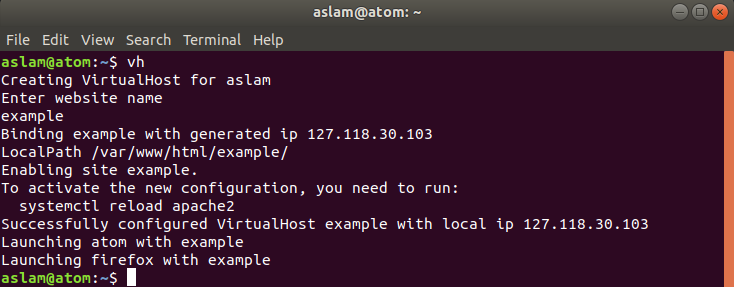 aslam@atom: ~
File Edit View Search Terminal Help
aslam@atom:~$ vh
Creating VirtualHost for aslam
Enter website name
example
Binding example with generated ip 127.118.30.103
LocalPath /var/www/html/example/
Enabling site example.
To activate the new configuration, you need to run:
  systemctl reload apache2
Successfully configured VirtualHost example with local ip 127.118.30.103
Launching atom with example
Launching firefox with example
aslam@atom:~$